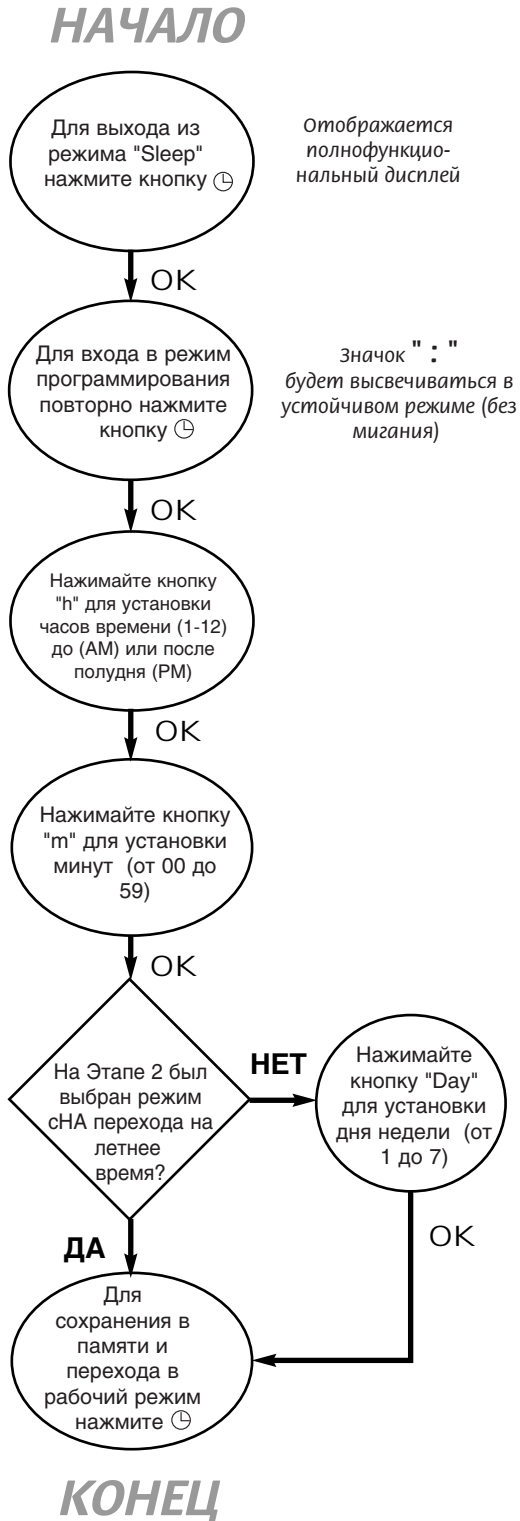 НАЧАЛО
Для выхода из
режима "Sleep"
нажмите кнопку
Отображается
полнофункцио-
нальный дисплей
OK
Для входа в режим
программирования
повторно нажмите
кнопку
Значок " : "
будет высвечиваться в
устойчивом режиме (без
мигания)
OK
Нажимайте кнопку
"h" для установки
часов времени (1-12)
до (AM) или после
полудня (PM)
OK
Нажимайте кнопку
"m" для установки
минут (от 00 до
59)
OK
На Этапе 2 был
выбран режим
сНА перехода на
летнее
время?
НЕТ
Нажимайте
кнопку "Day"
для установки
дня недели (от
1 до 7)
OK
ДА
Для
сохранения в
памяти и
перехода в
рабочий режим
нажмите
КОНЕЦ